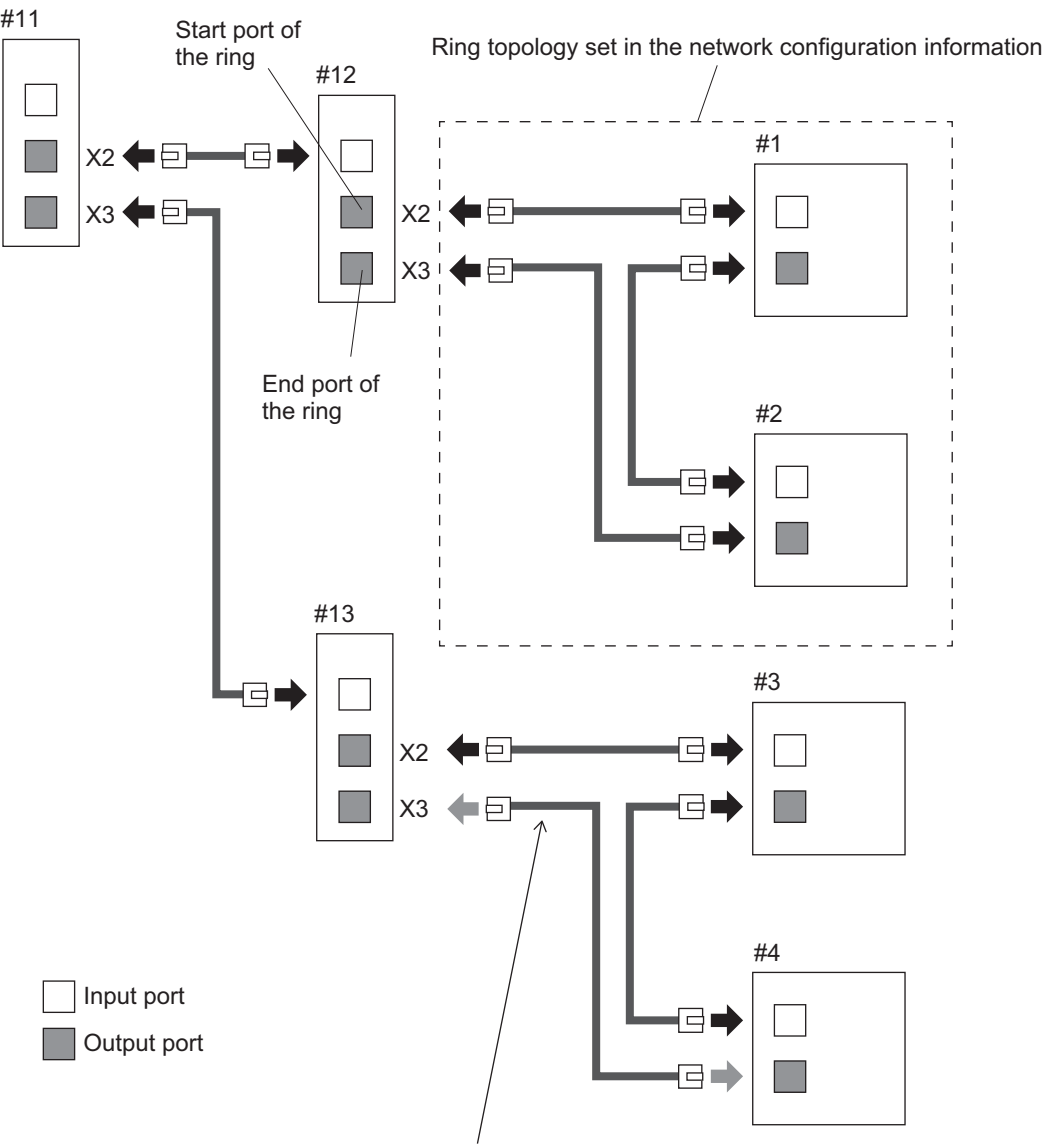 #11
Start port of
the ring
Ring topology set in the network configuration information
#12
#1
X2
X3
X2
X3
End port of
the ring
#2
#13
#3
X2
X3
#4
Input port
Output port